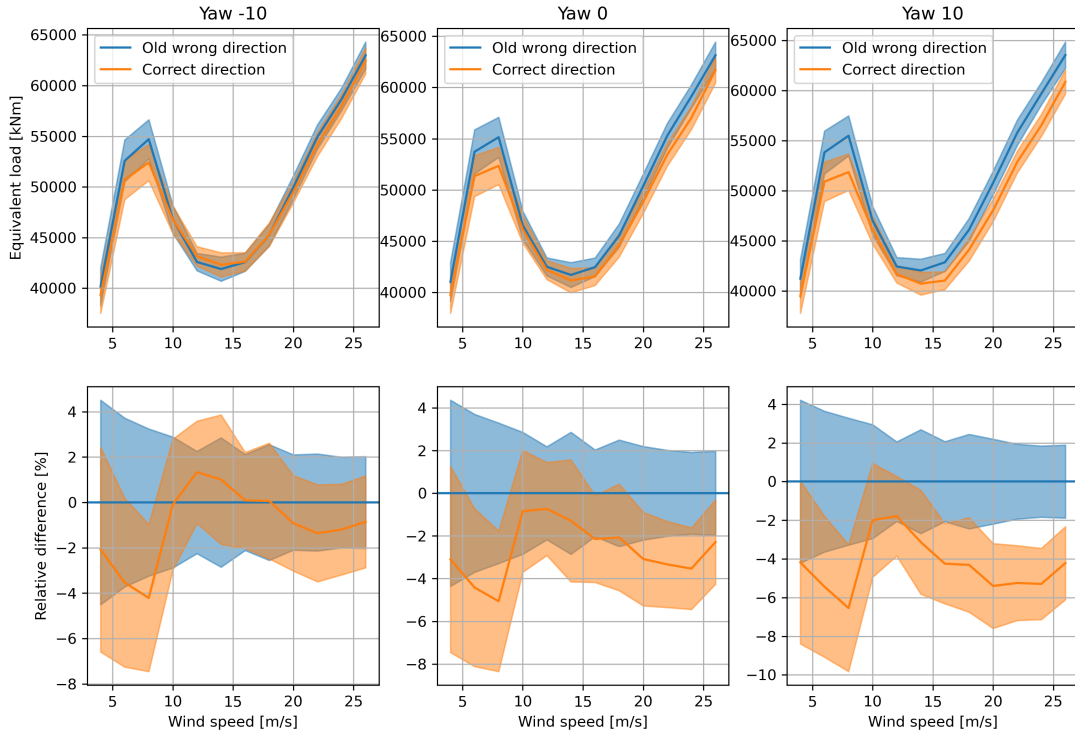 Yaw -10
Yaw 0
Yaw 10
Old wrong direction
Correct direction
Old wrong direction
Correct direction
Old wrong direction
Correct direction
Equivalent load [kNm]
65000
60000
55000
50000
45000
40000
5 10 15 20 25
65000
60000
55000
50000
45000
40000
5 10 15 20 25
65000
60000
55000
50000
45000
40000
5 10 15 20 25
Relative difference [%]
4
2
0
−2
−4
−6
−8
5 10 15 20 25
Wind speed [m/s]
4
2
0
−2
−4
−6
−8
5 10 15 20 25
Wind speed [m/s]
4
2
0
−2
−4
−6
−8
−10
5 10 15 20 25
Wind speed [m/s]